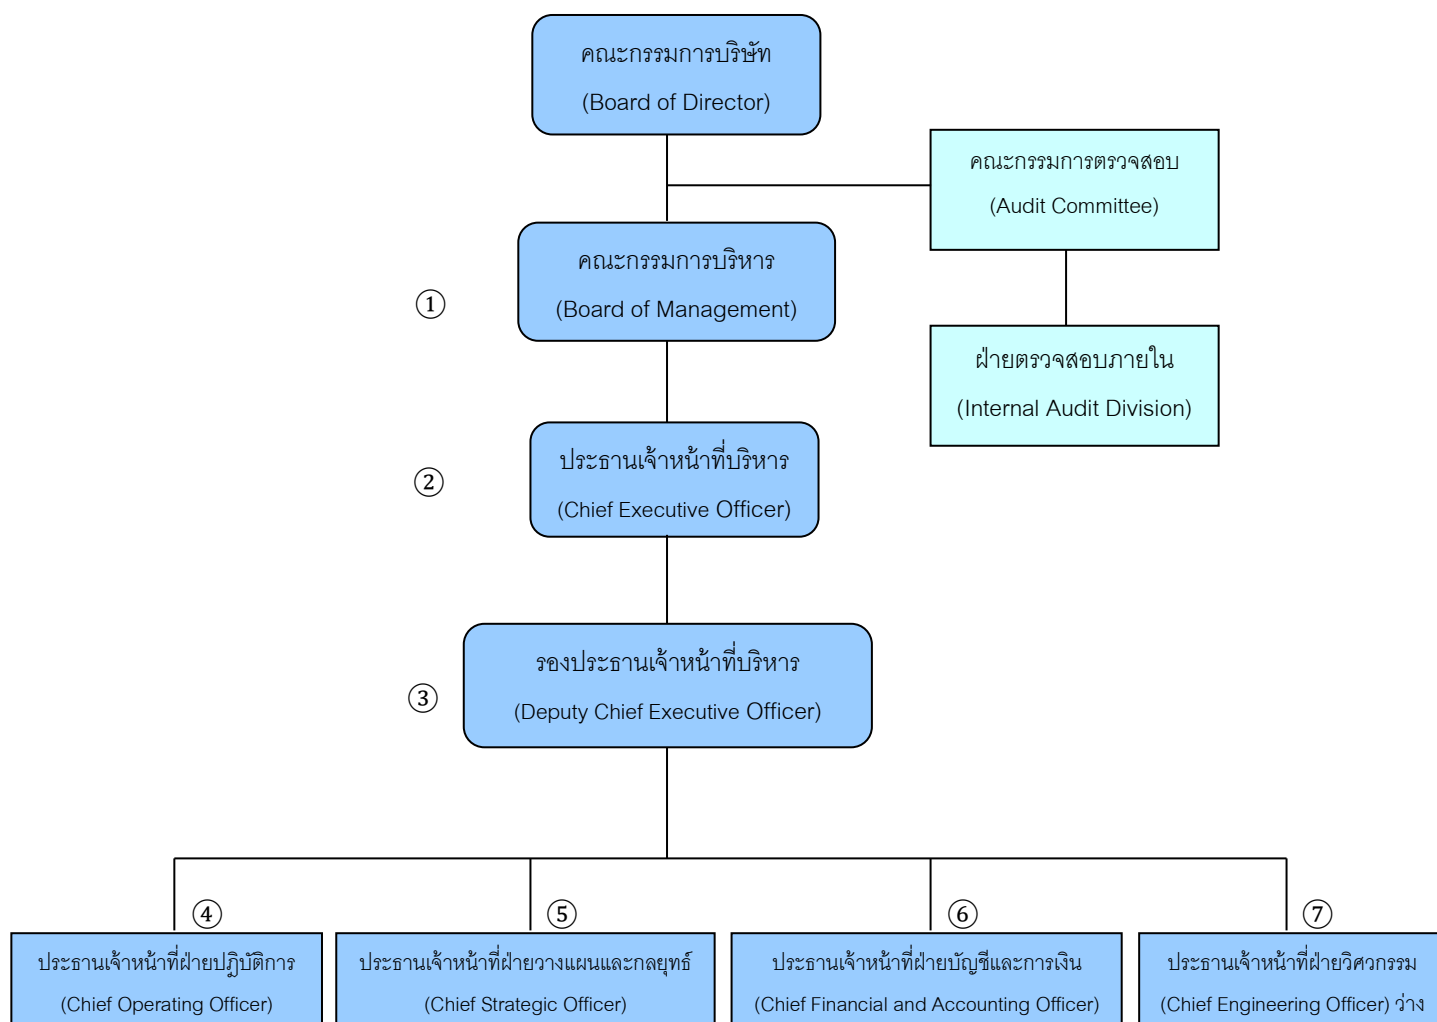 คณะกรรมการบริษัท
(Board of Director)
คณะกรรมการตรวจสอบ
(Audit Committee)
คณะกรรมการบริหาร
(Board of Management)
①
ฝ่ายตรวจสอบภายใน
(Internal Audit Division)
ประธานเจ้าหน้าที่บริหาร
(Chief Executive Officer)
②
รองประธานเจ้าหน้าที่บริหาร
(Deputy Chief Executive Officer)
③
④
ประธานเจ้าหน้าที่ฝ่ายปฎิบัติการ
(Chief Operating Officer)
⑤
ประธานเจ้าหน้าที่ฝ่ายวางแผนและกลยุทธ์
(Chief Strategic Officer)
⑥
ประธานเจ้าหน้าที่ฝ่ายบัญชีและการเงิน
(Chief Financial and Accounting Officer)
⑦
ประธานเจ้าหน้าที่ฝ่ายวิศวกรรม
(Chief Engineering Officer) ว่าง